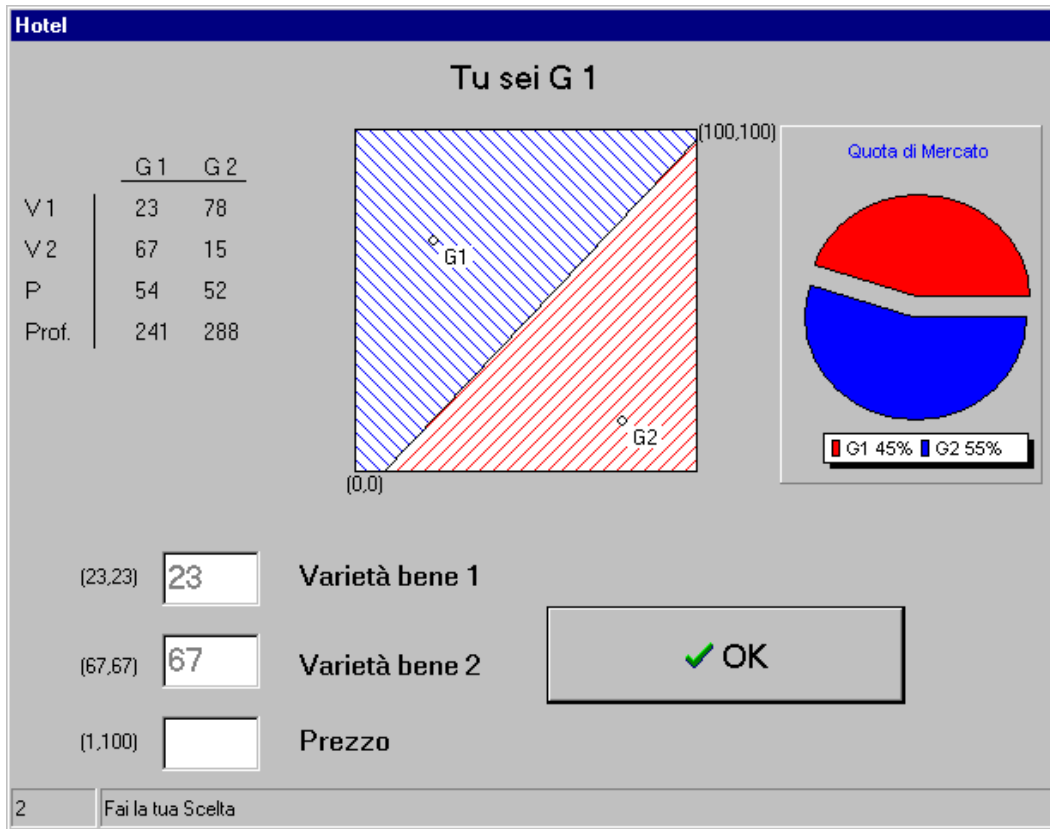 Hotel
Tu sei G 1
G 1 G 2
V 1 23 78
V 2 67 15
P 54 52
Prof. 241 288
(100,100)
G1
G2
(0,0)
Quota di Mercato
G1 45% G2 55%
(23,23) 23 Varietà bene 1
(67,67) 67 Varietà bene 2
OK
(1,100) Prezzo
2 Fai la tua Scelta